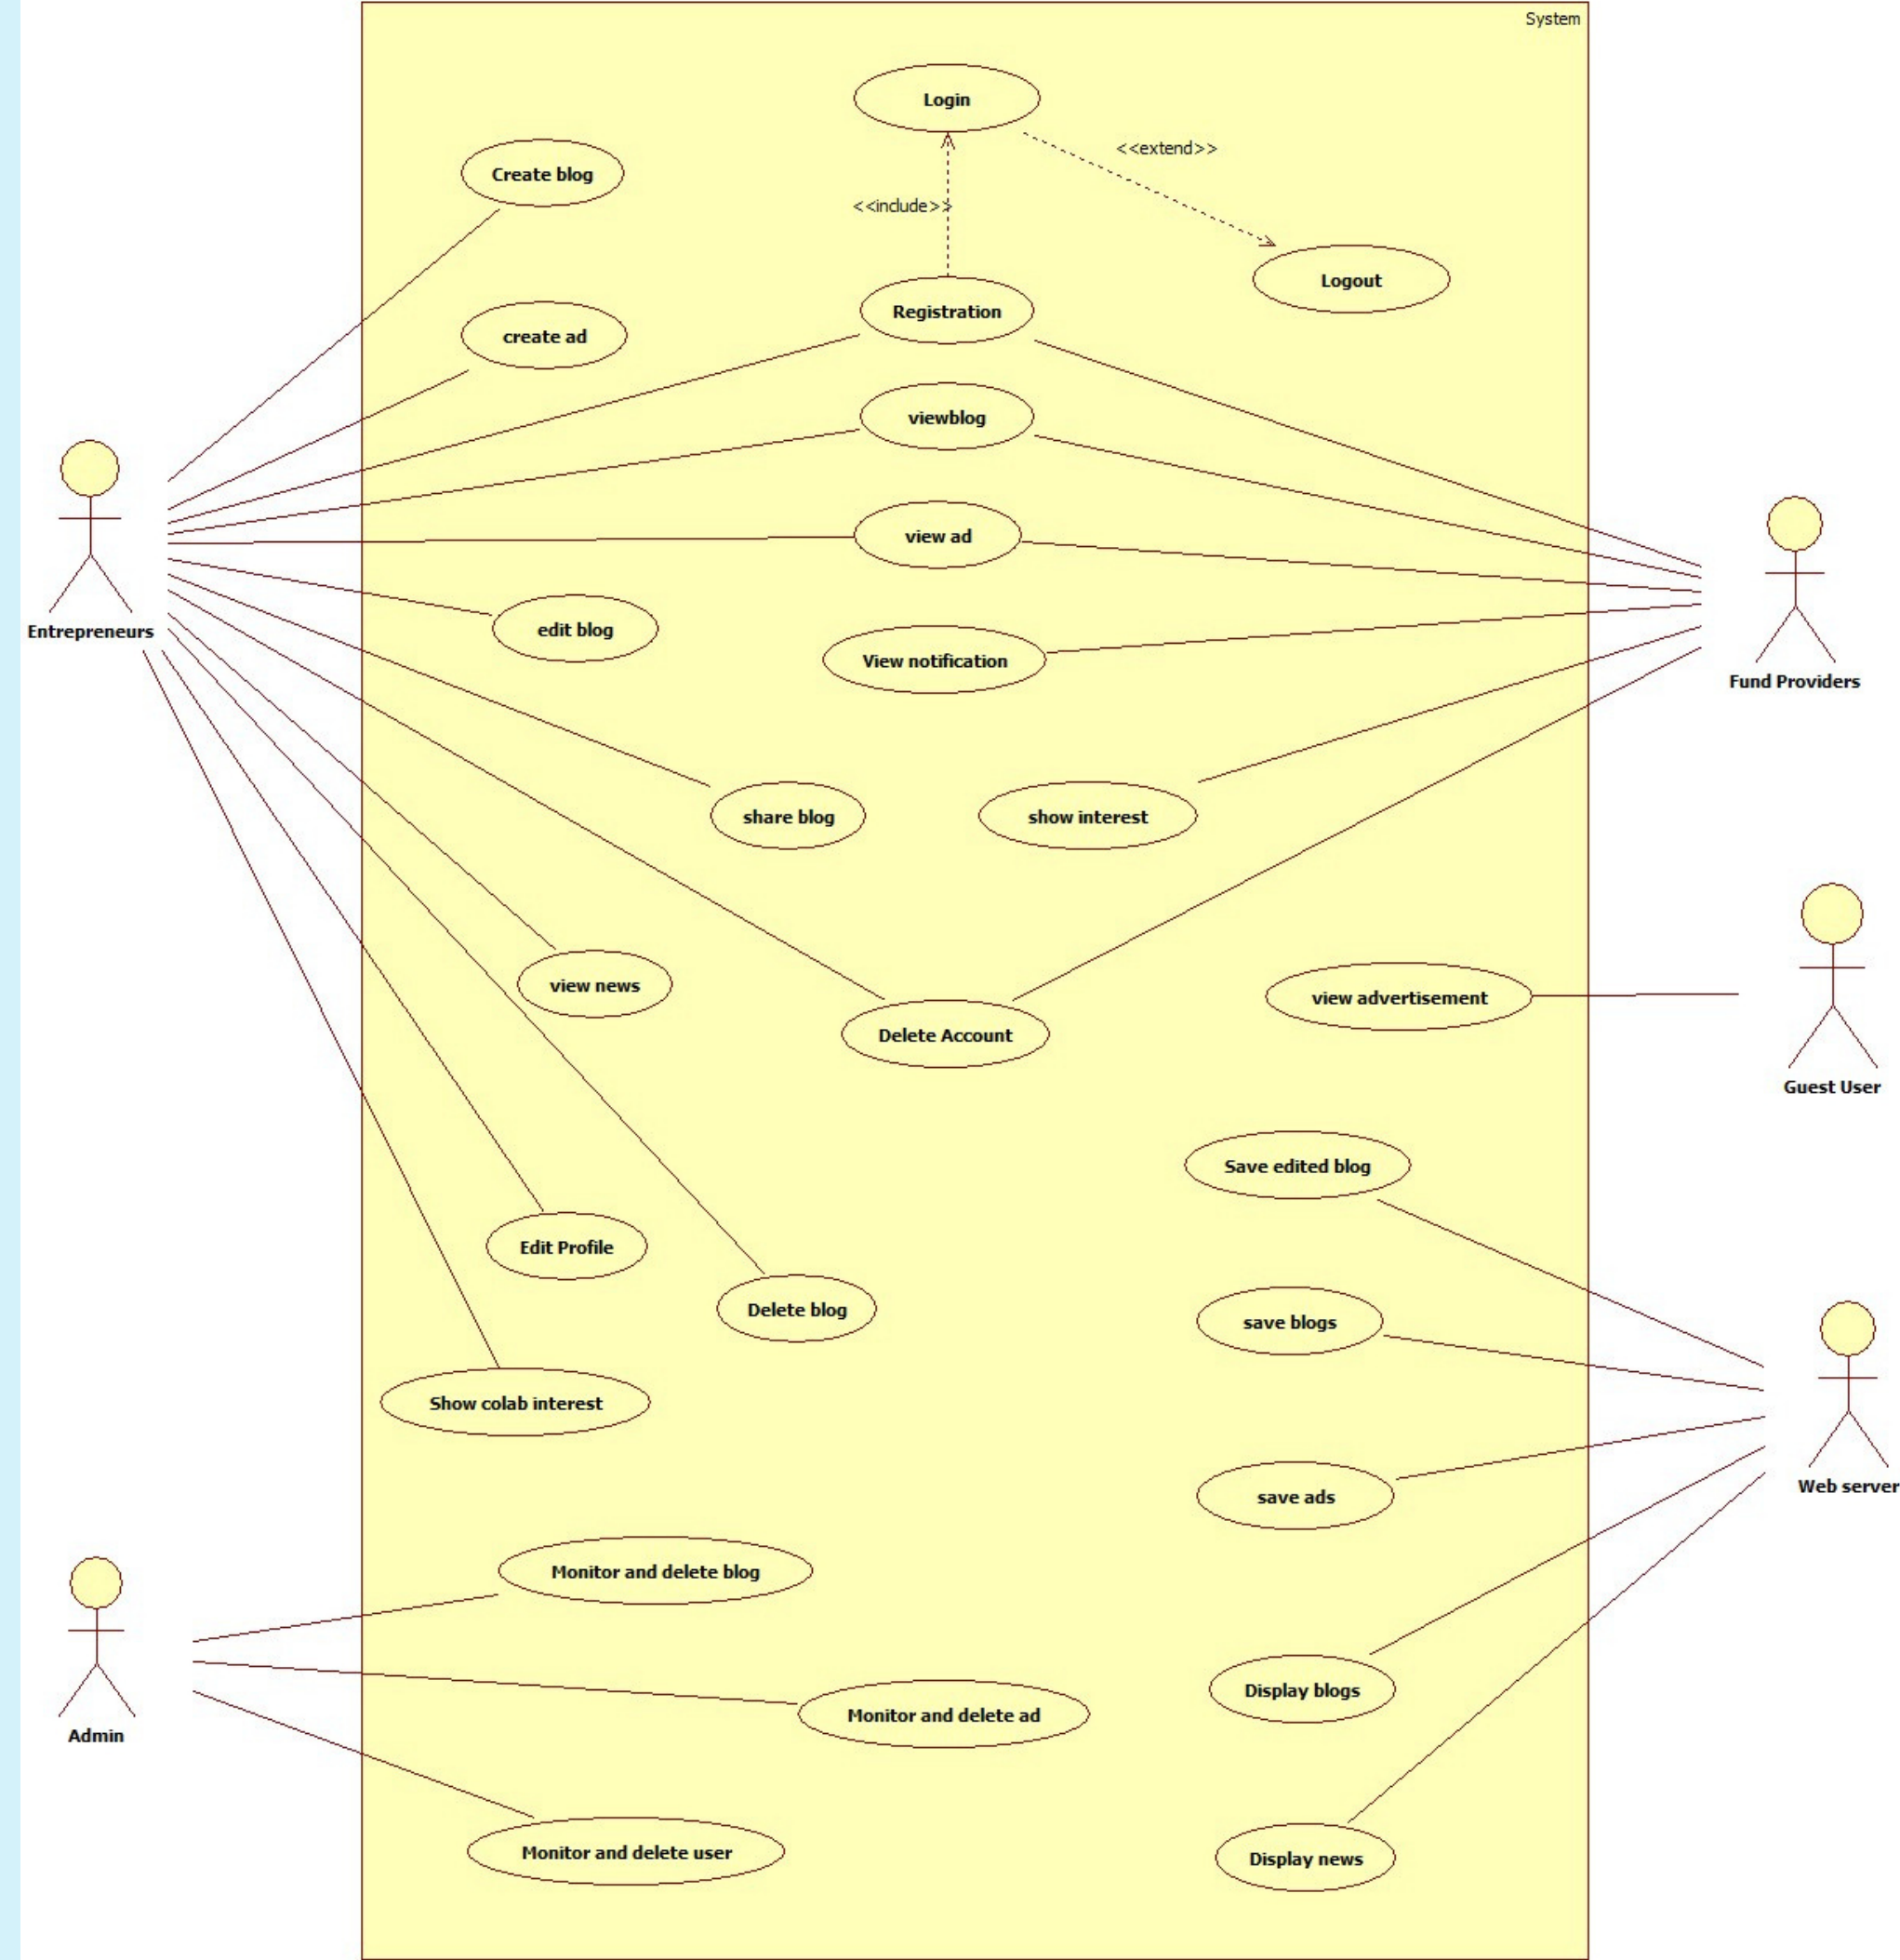 System
Login
<<extend>>
Create blog
<<include>>
Logout
Registration
create ad
viewblog
view ad
Entrepreneurs
edit blog
View notification
Fund Providers
share blog
show interest
view news
view advertisement
Delete Account
Guest User
Save edited blog
Edit Profile
Delete blog
save blogs
Show colab interest
Web server
save ads
Monitor and delete blog
Display blogs
Monitor and delete ad
Admin
Monitor and delete user
Display news